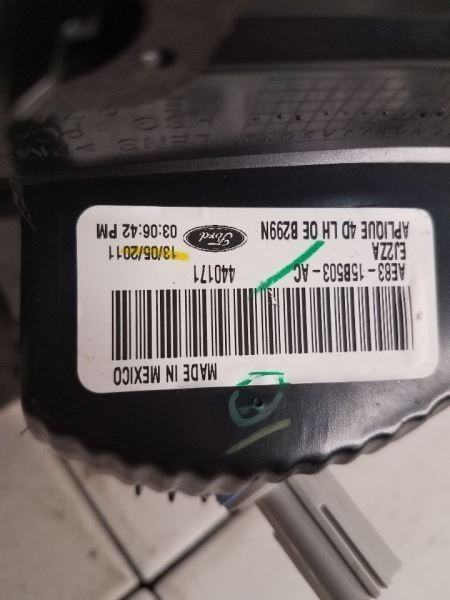 MADE IN MEXICO
440171
AE83-15B503-AC
EJ2ZA
APLIQUE 4D LH OE B299N
Ford
13/05/2011
03:06:42 PM
LENS